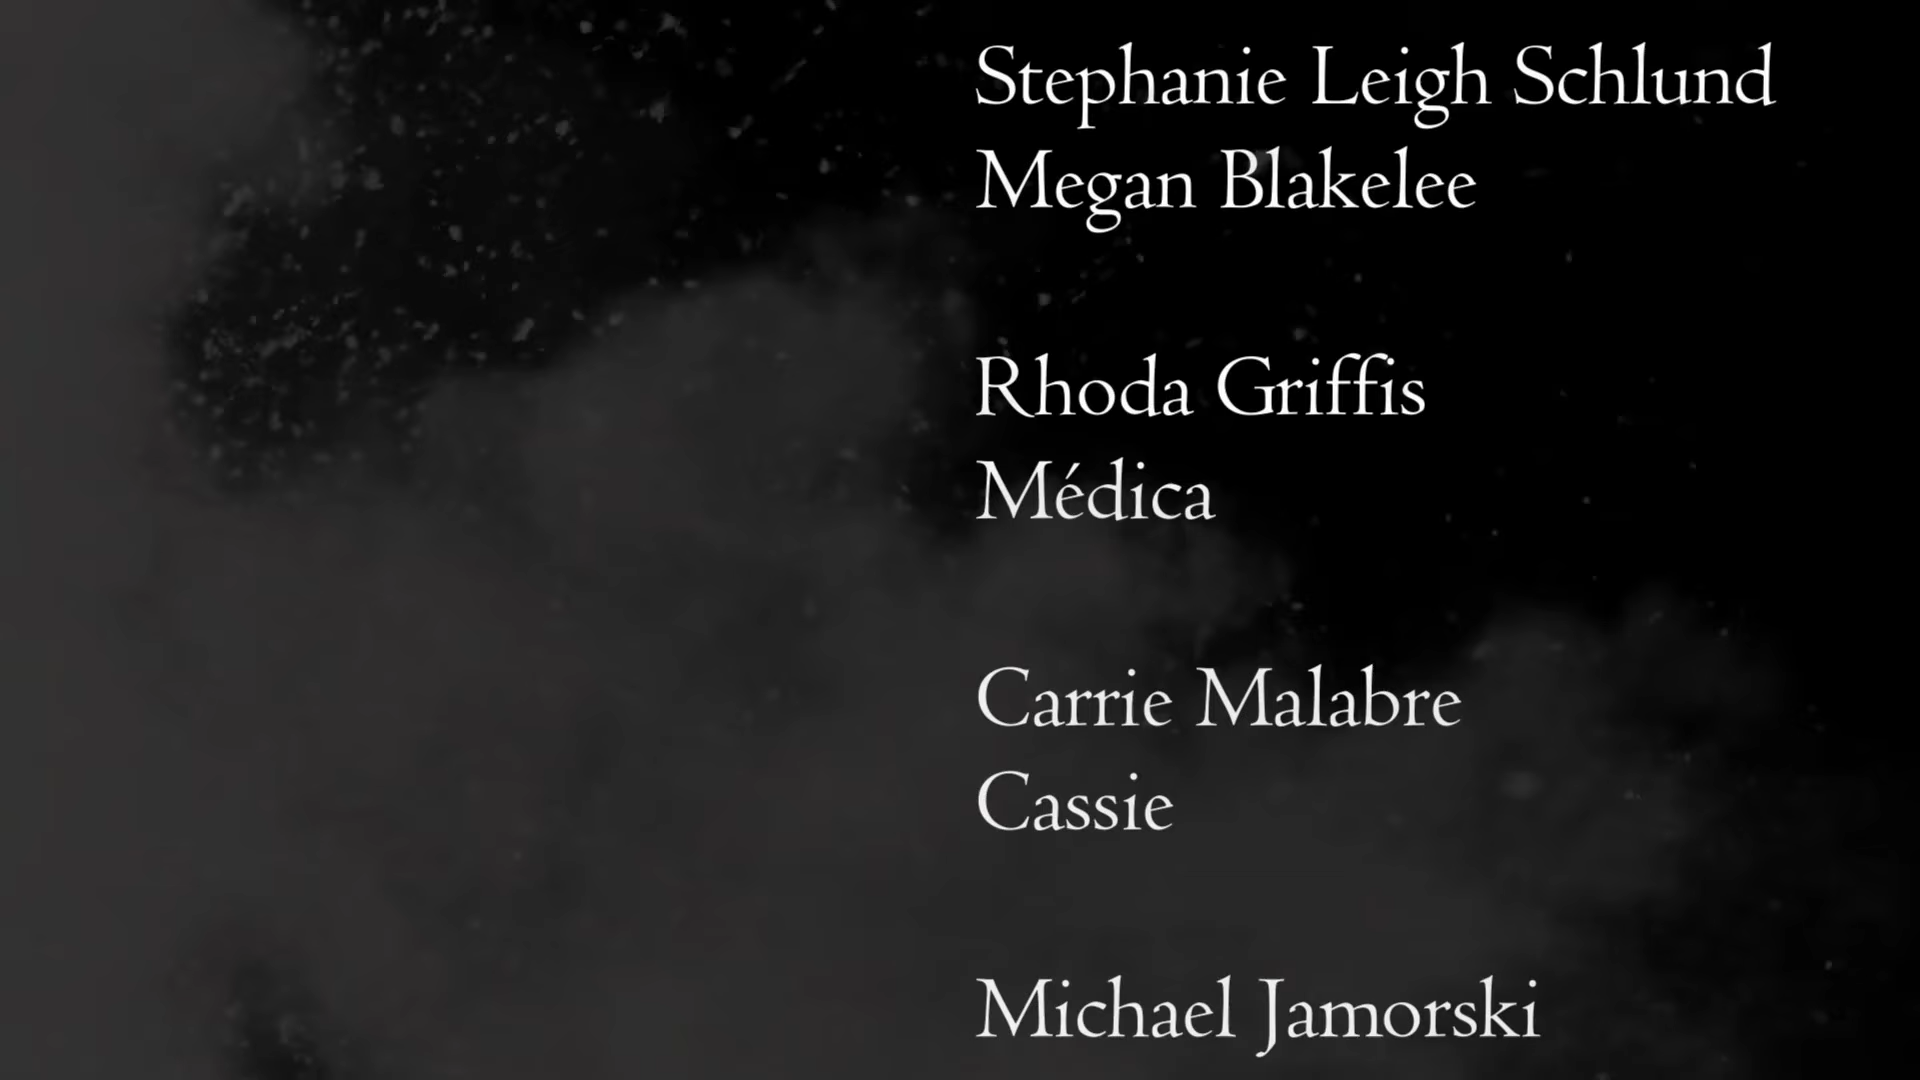 Stephanie Leigh Schlund
Megan Blakelee
Rhoda Griffis
Médica
Carrie Malabre
Cassie
Michael Jamorski